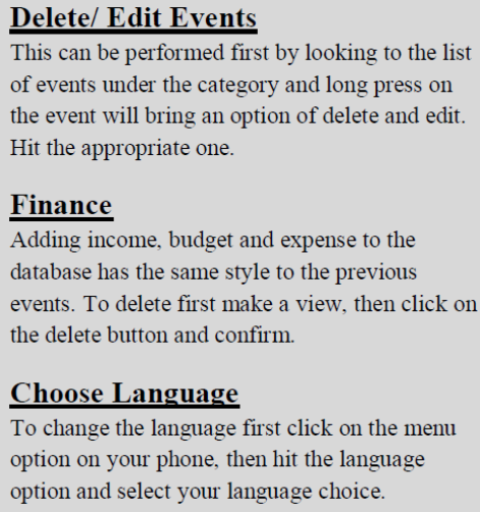 Delete/ Edit Events
This can be performed first by looking to the list
of events under the category and long press on
the event will bring an option of delete and edit.
Hit the appropriate one.
Finance
Adding income, budget and expense to the
database has the same style to the previous
events. To delete first make a view, then click on
the delete button and confirm.
Choose Language
To change the language first click on the menu
option on your phone, then hit the language
option and select your language choice.